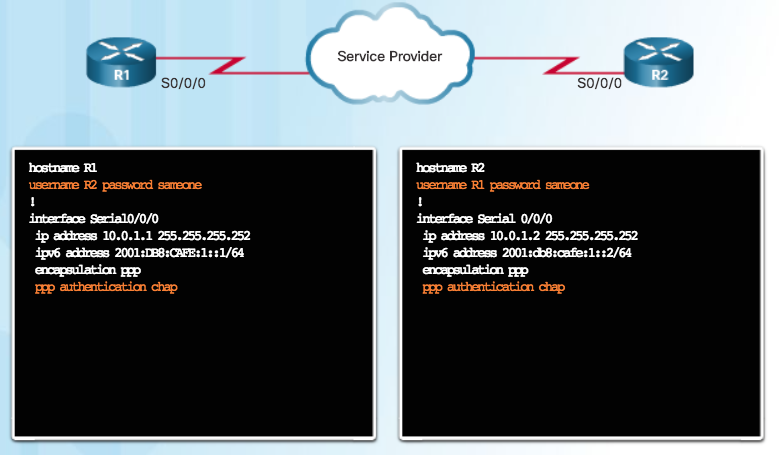 Service Provider
R1
S0/0/0
S0/0/0
R2
hostname R1
username R2 password sameone
!
interface Serial0/0/0
ip address 10.0.1.1 255.255.255.252
ipv6 address 2001:DB8:CAFE:1::1/64
encapsulation ppp
ppp authentication chap
hostname R2
username R1 password sameone
!
interface Serial 0/0/0
ip address 10.0.1.2 255.255.255.252
ipv6 address 2001:db8:cafe:1::2/64
encapsulation ppp
ppp authentication chap